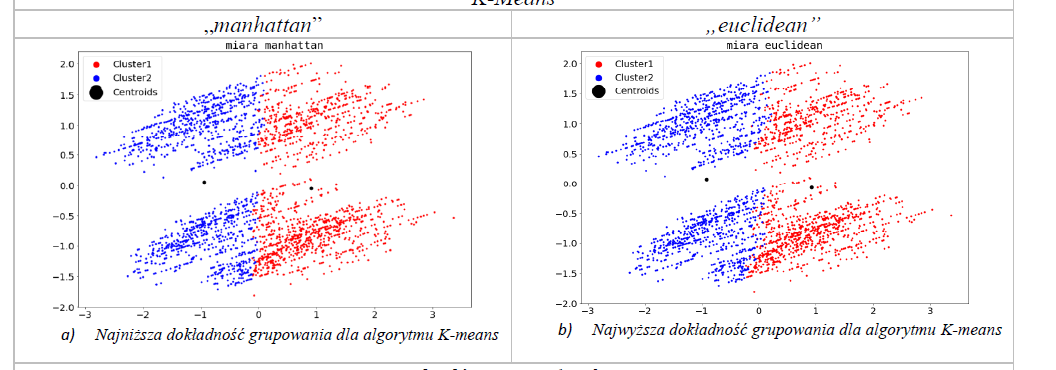 K-Means
„manhattan”
„euclidean”
miara manhattan
Cluster1
Cluster2
Centroids
2.0
1.5
1.0
0.5
0.0
−0.5
−1.0
−1.5
−2.0
−3
−2
−1
0
1
2
3
a) Najniższa dokładność grupowania dla algorytmu K-means
miara euclidean
Cluster1
Cluster2
Centroids
2.0
1.5
1.0
0.5
0.0
−0.5
−1.0
−1.5
−2.0
−3
−2
−1
0
1
2
3
b) Najwyższa dokładność grupowania dla algorytmu K-means